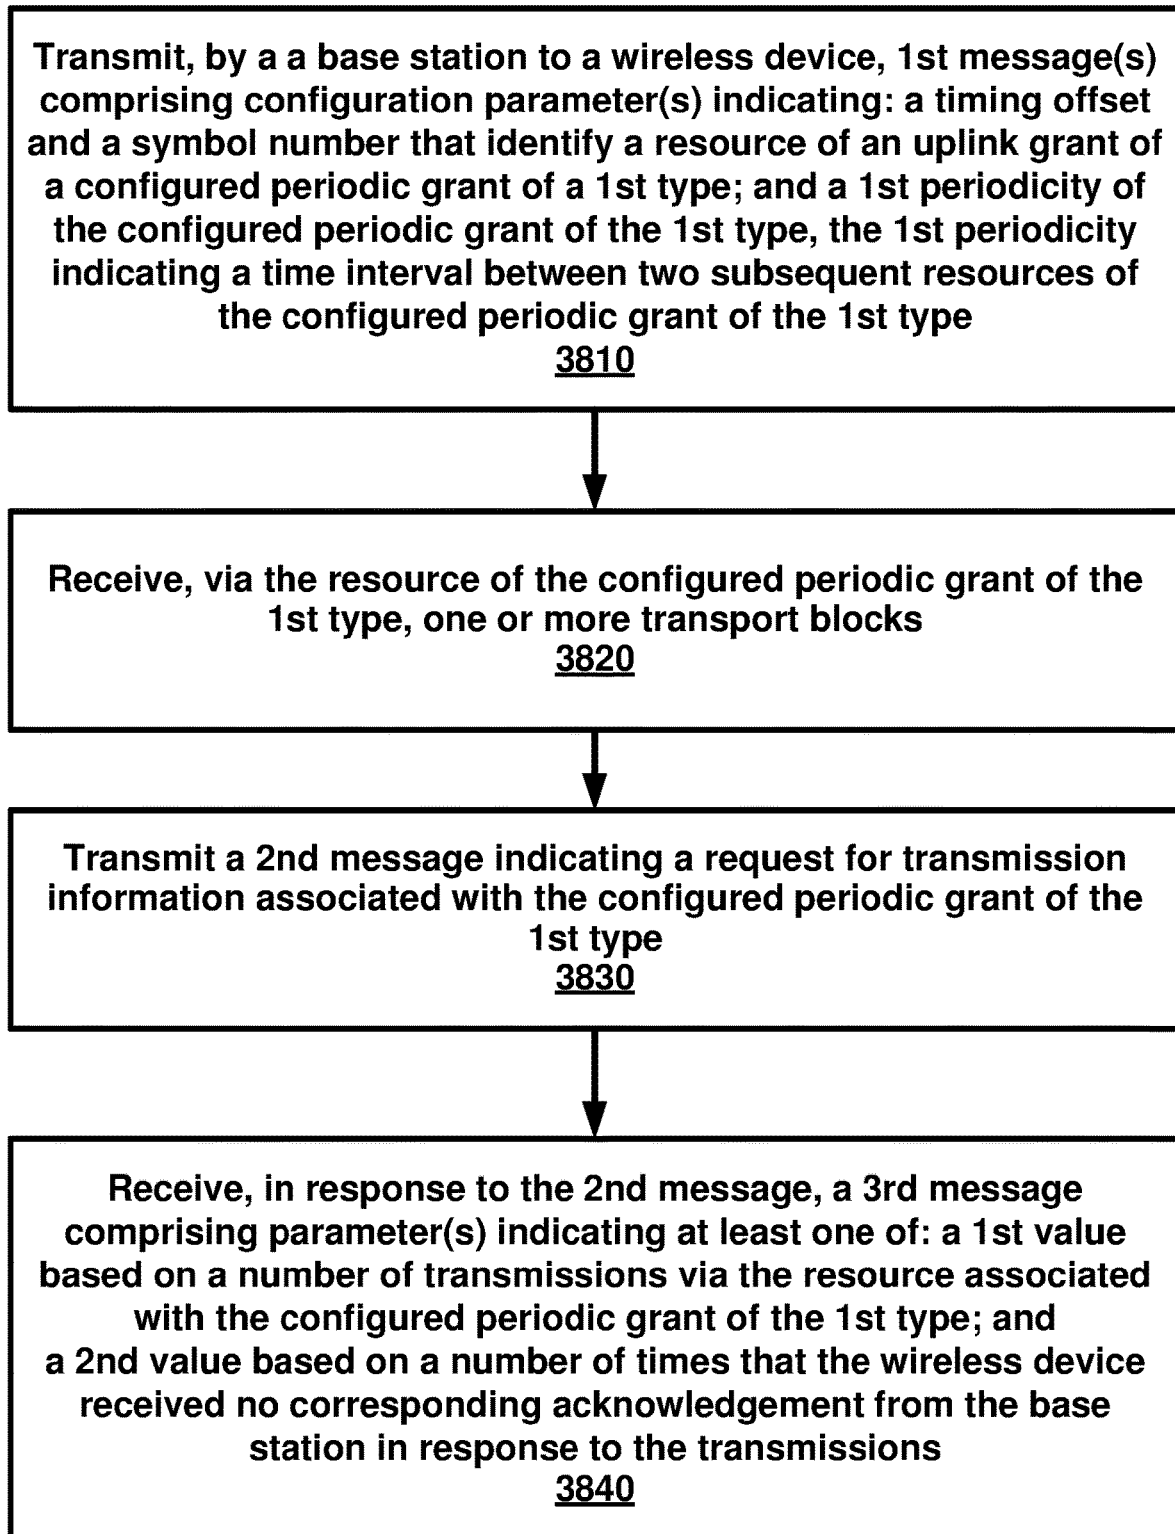 Transmit, by a a base station to a wireless device, 1st message(s)
comprising configuration parameter(s) indicating: a timing offset
and a symbol number that identify a resource of an uplink grant of
a configured periodic grant of a 1st type; and a 1st periodicity of
the configured periodic grant of the 1st type, the 1st periodicity
indicating a time interval between two subsequent resources of
the configured periodic grant of the 1st type
3810
Receive, via the resource of the configured periodic grant of the
1st type, one or more transport blocks
3820
Transmit a 2nd message indicating a request for transmission
information associated with the configured periodic grant of the
1st type
3830
Receive, in response to the 2nd message, a 3rd message
comprising parameter(s) indicating at least one of: a 1st value
based on a number of transmissions via the resource associated
with the configured periodic grant of the 1st type; and
a 2nd value based on a number of times that the wireless device
received no corresponding acknowledgement from the base
station in response to the transmissions
3840